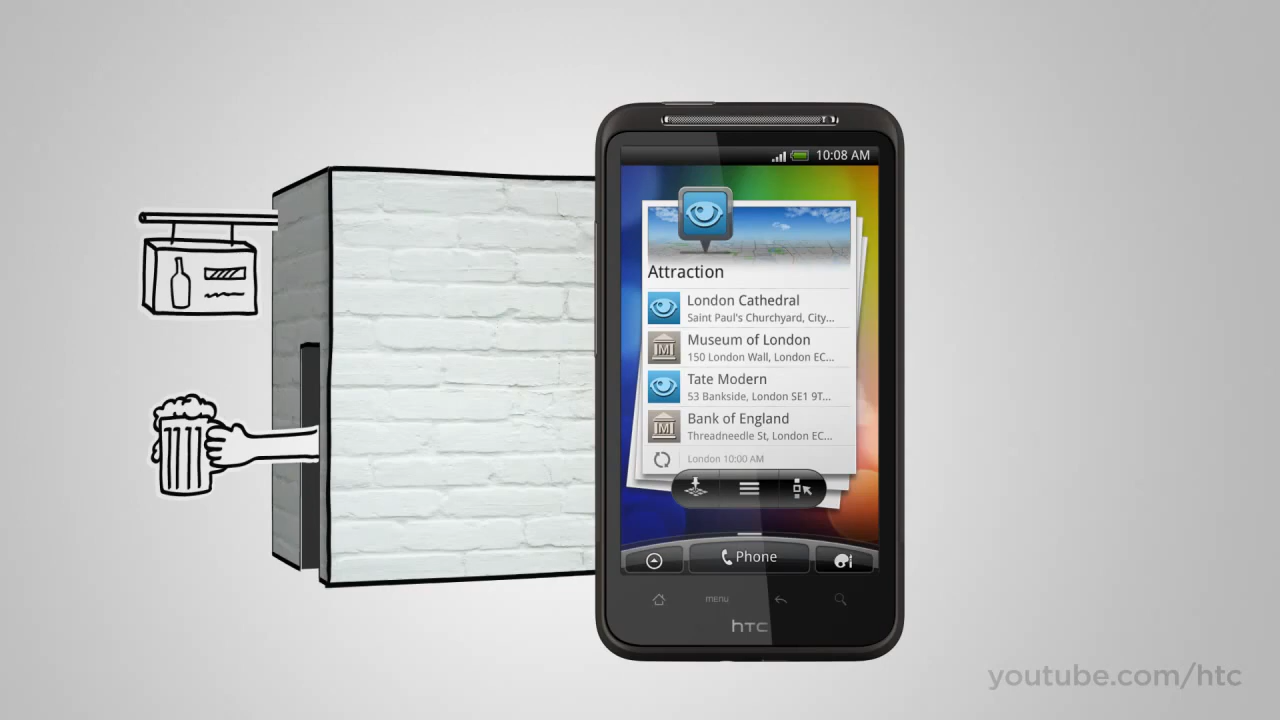 10:08 AM
Attraction
London Cathedral
Saint Paul's Churchyard, City...
Museum of London
150 London Wall, London EC...
Tate Modern
53 Bankside, London SE1 9T...
Bank of England
Threadneedle St, London EC...
London 10:00 AM
Phone
menu
hTC
youtube.com/htc